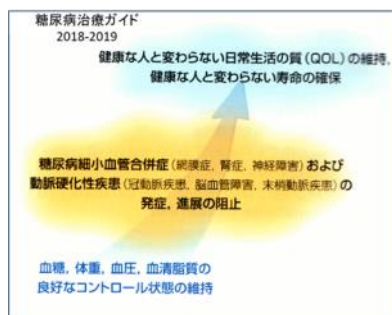 糖尿病治療ガイド
2018-2019
健康な人と変わらない日常生活の質(QOL)の維持,
健康な人と変わらない寿命の確保
糖尿病細小血管合併症(網膜症, 腎症, 神経障害)および
動脈硬化性疾患(冠動脈疾患, 脳血管障害, 末梢動脈疾患)の
発症, 進展の阻止
血糖, 体重, 血圧, 血清脂質の
良好なコントロール状態の維持